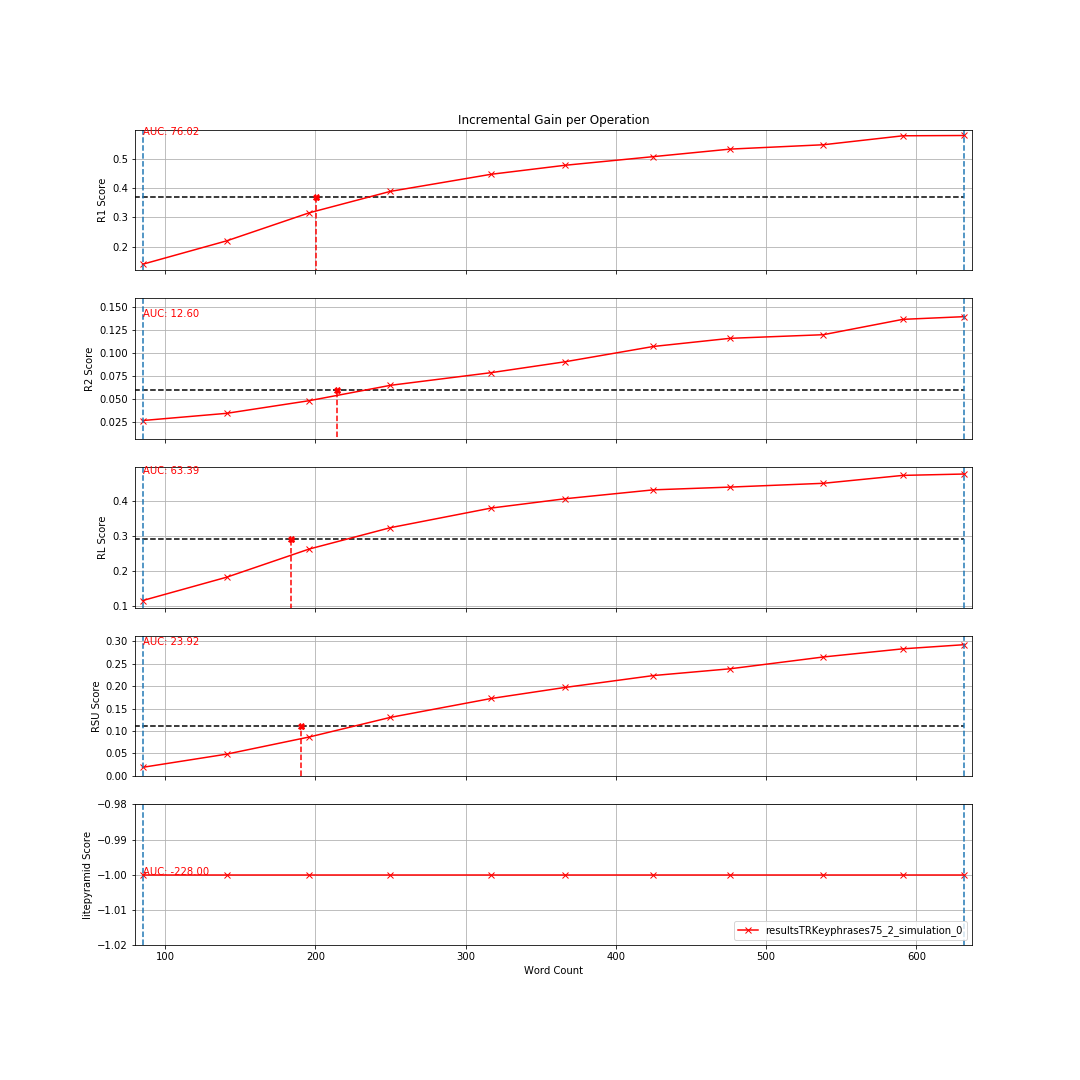 Incremental Gain per Operation
AUC: 76.02
0.5
0.4
0.3
0.2
R1 Score
AUC: 12.60
0.150
0.125
0.100
0.075
0.050
0.025
R2 Score
AUC: 63.39
0.4
0.3
0.2
0.1
RL Score
AUC: 23.92
0.30
0.25
0.20
0.15
0.10
0.05
0.00
RSU Score
−0.98
−0.99
−1.00
−1.01
−1.02
litepyramid Score
AUC: -228.00
resultsTRKeyphrases75_2_simulation_0
100 200 300 400 500 600
Word Count